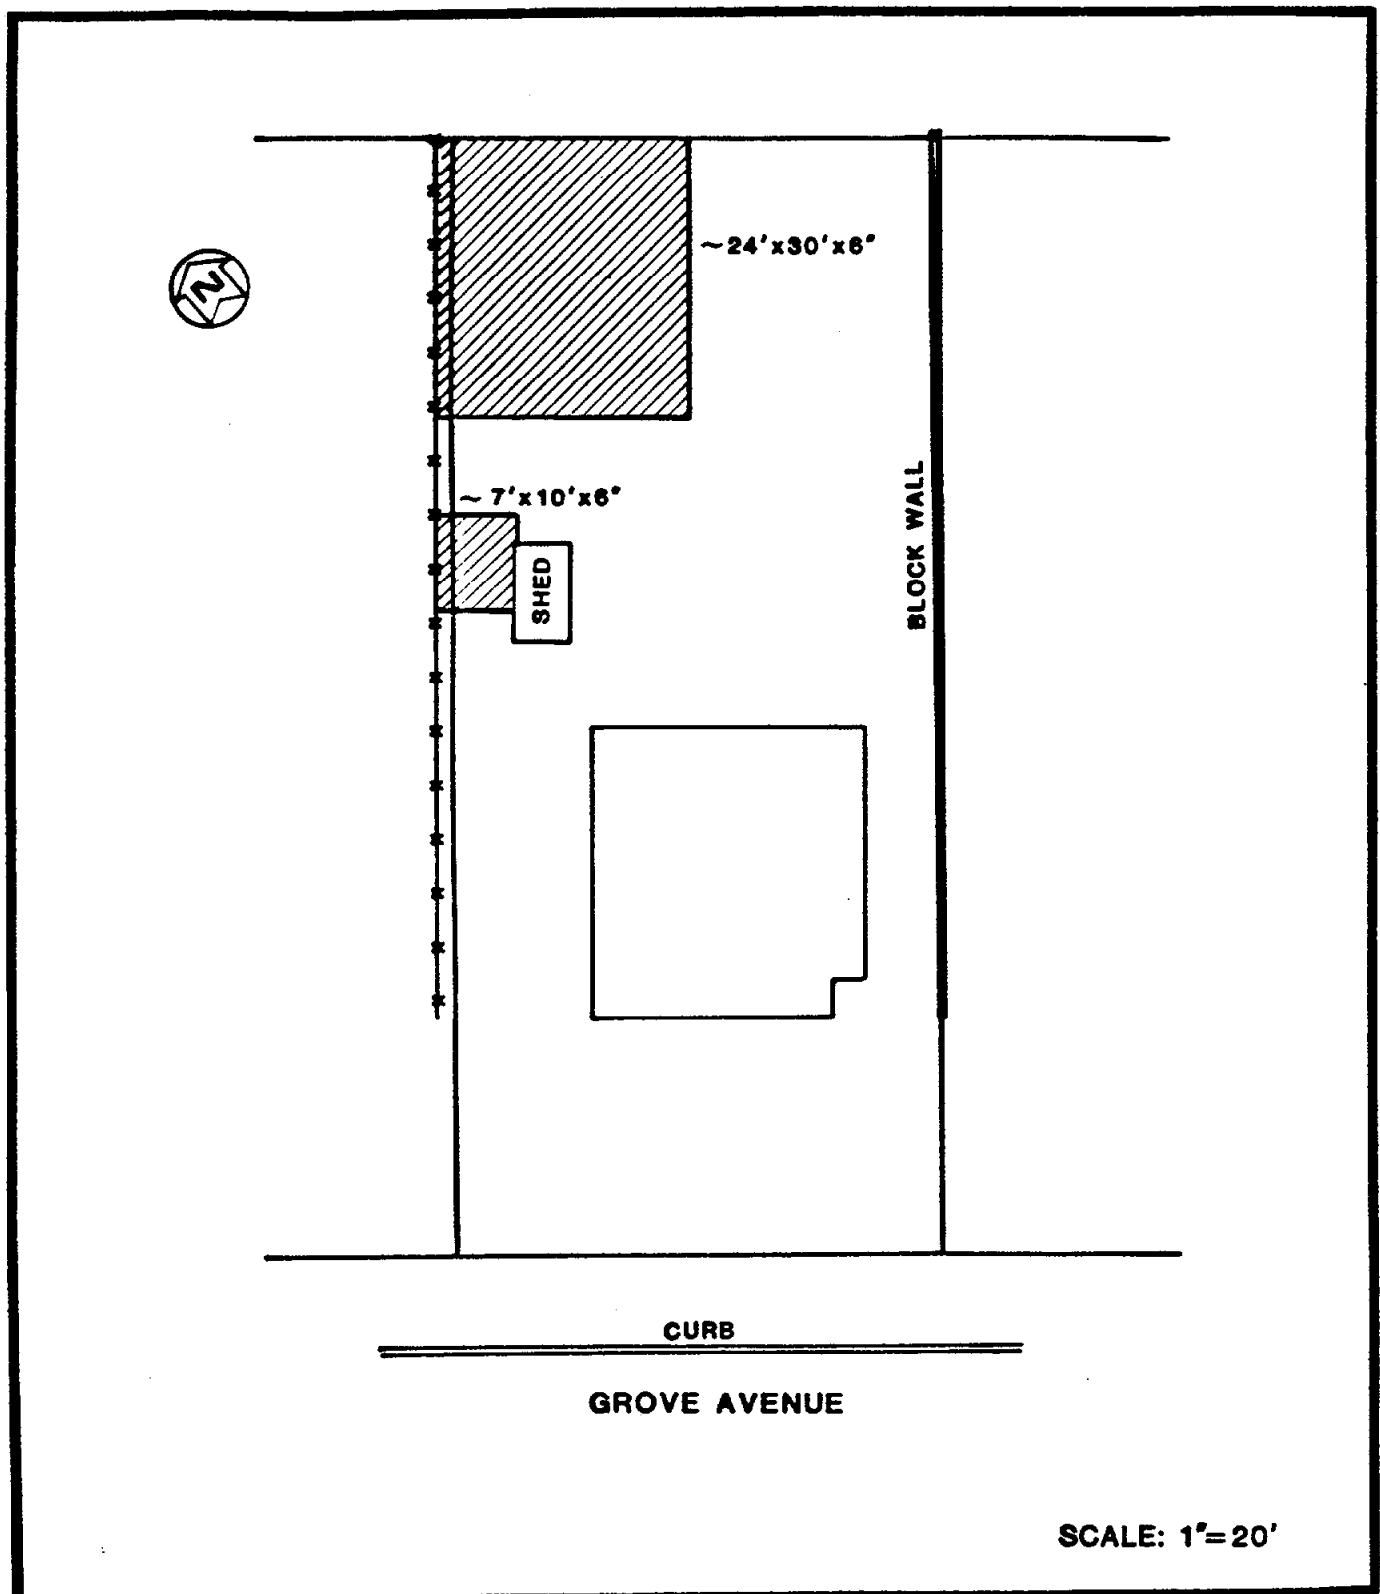 ~24'x30'x6"
N
~ 7'x10'x6"
SHED
BLOCK WALL
CURB
GROVE AVENUE
SCALE: 1"=20'